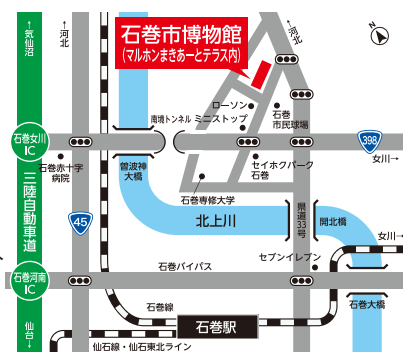 石巻市博物館
(マルホンまきあーとテラス内)
N
←気仙沼
←河北
←河北
ローソン
南境トンネル
ミニストップ
石巻
市民球場
石巻女川
IC
398
女川→
石巻赤十字
病院
曽波神
大橋
セイホクパーク
石巻
石巻専修大学
三陸自動車道
45
北上川
県道33号
開北橋
女川→
石巻バイパス
セブンイレブン
石巻河南
IC
石巻線
石巻大橋
石巻駅
仙台→
仙石線・仙石東北ライン